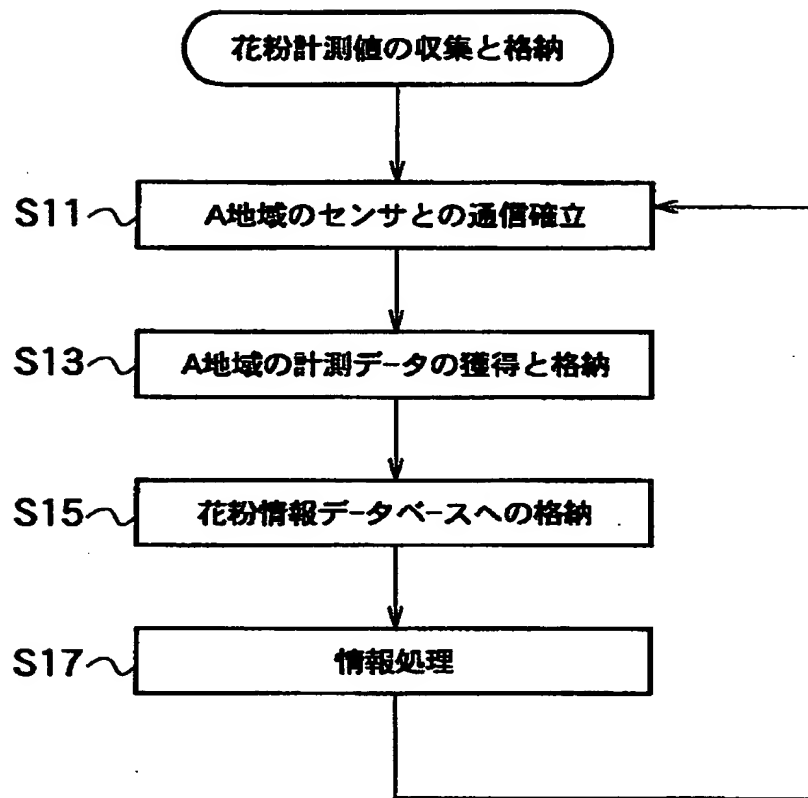 花粉計測値の収集と格納
S11
A地域のセンサとの通信確立
S13
A地域の計測データの獲得と格納
S15
花粉情報データベースへの格納
S17
情報処理